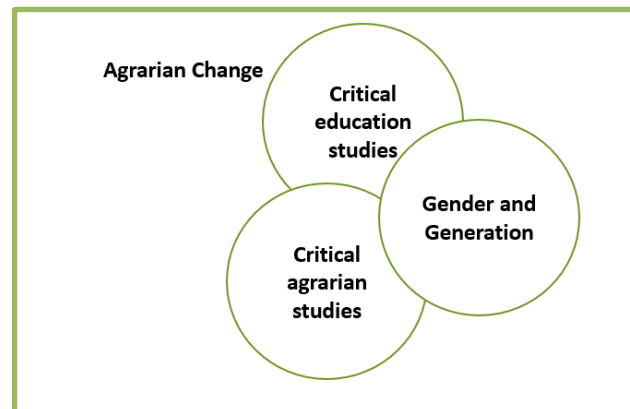 Agrarian Change
Critical
education
studies
Gender and
Generation
Critical
agrarian
studies